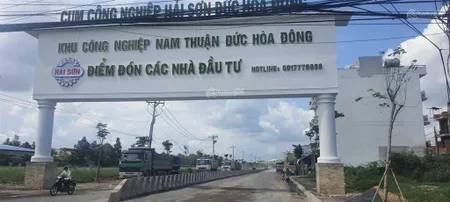 CỤM CÔNG NGHIỆP HẢI SƠN ĐỨC HÒA ĐÔNG
KHU CÔNG NGHIỆP NAM THUẬN ĐỨC HÒA ĐÔNG
HẢI SƠN
ĐIỂM ĐÓN CÁC NHÀ ĐẦU TƯ
HOTLINE: